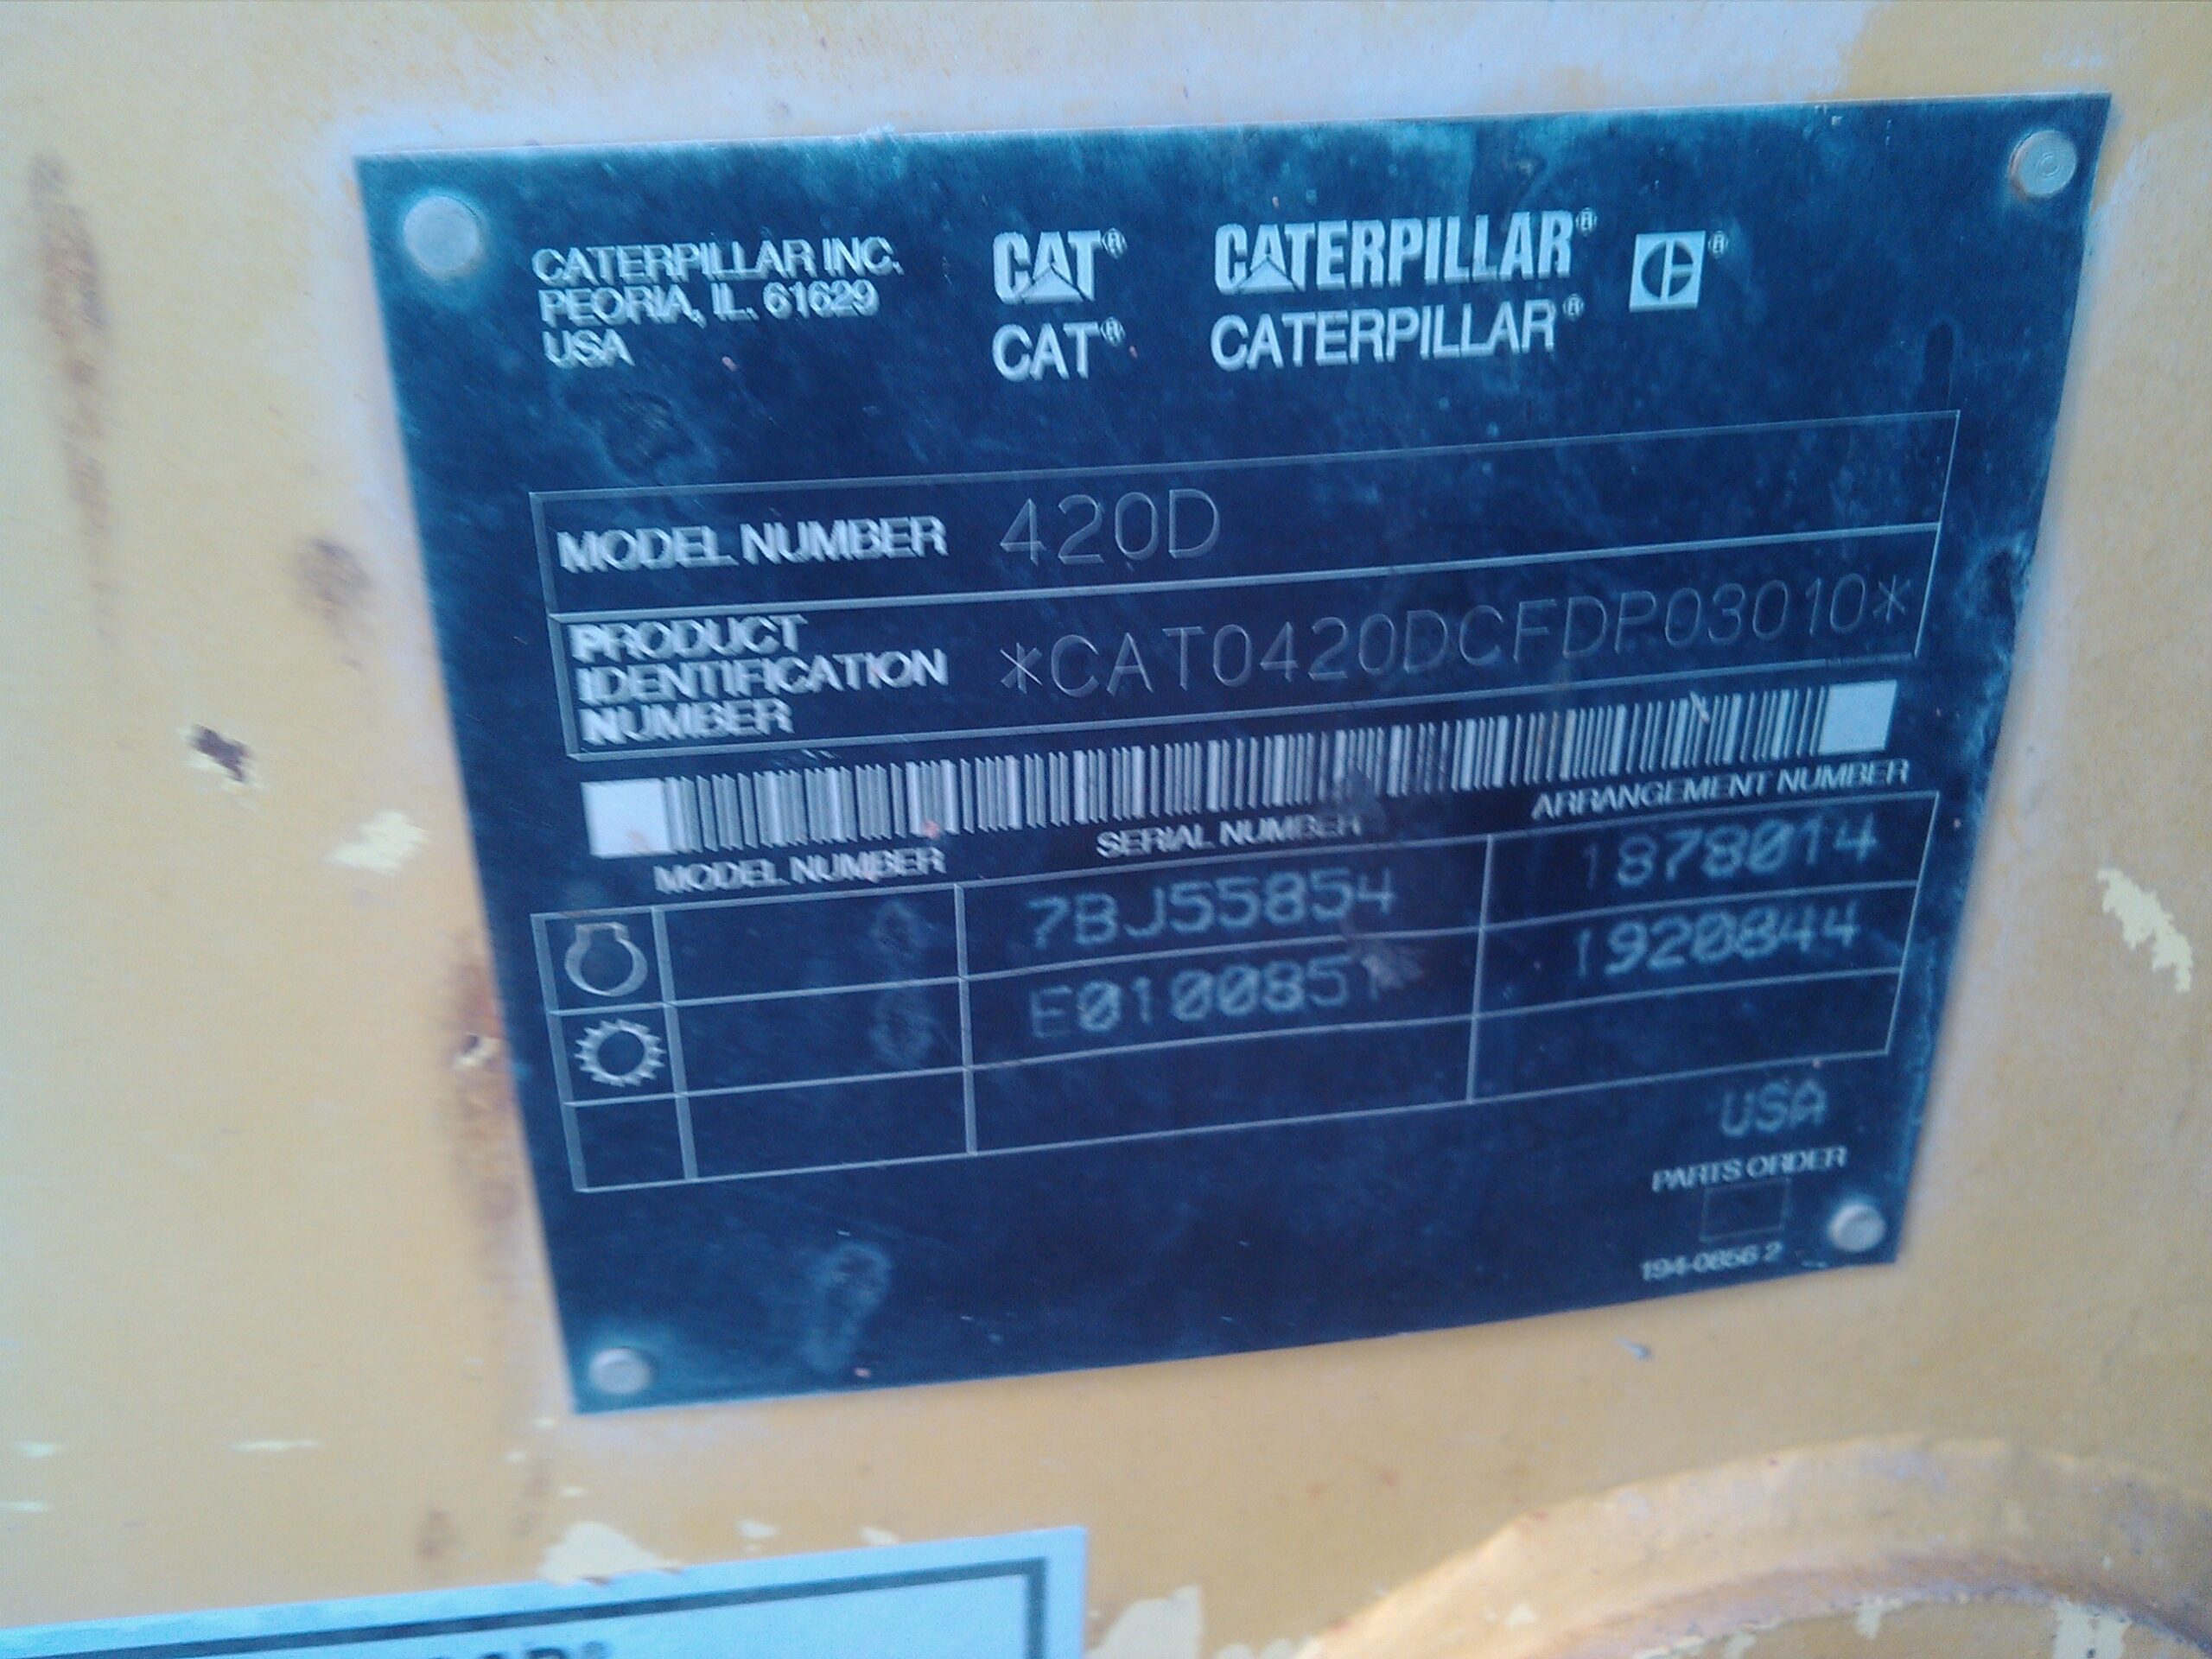 CATERPILLAR INC.
PEORIA, IL. 61629
USA
CAT® CATERPILLAR® ®
CAT® CATERPILLAR®
MODEL NUMBER 420D
PRODUCT
IDENTIFICATION
NUMBER
*CAT0420DCFDP03010*
MODEL NUMBER SERIAL NUMBER ARRANGEMENT NUMBER
7BJ55854 1878014
E0100851 1920844
USA
PARTS ORDER
194-0856 2